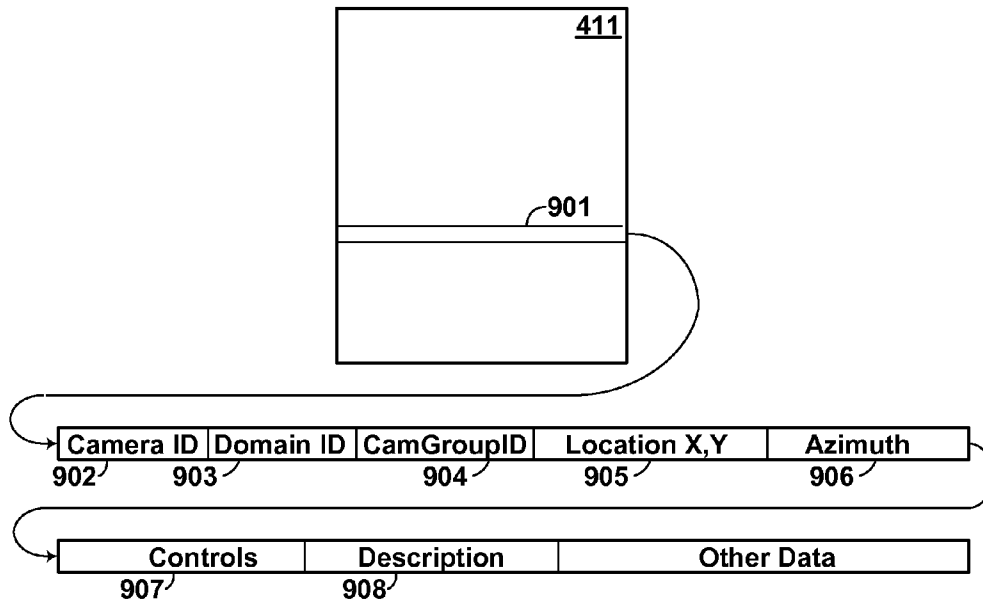 411
901
Camera ID Domain ID CamGroupID Location X,Y Azimuth
902 903 904 905 906
Controls Description Other Data
907 908